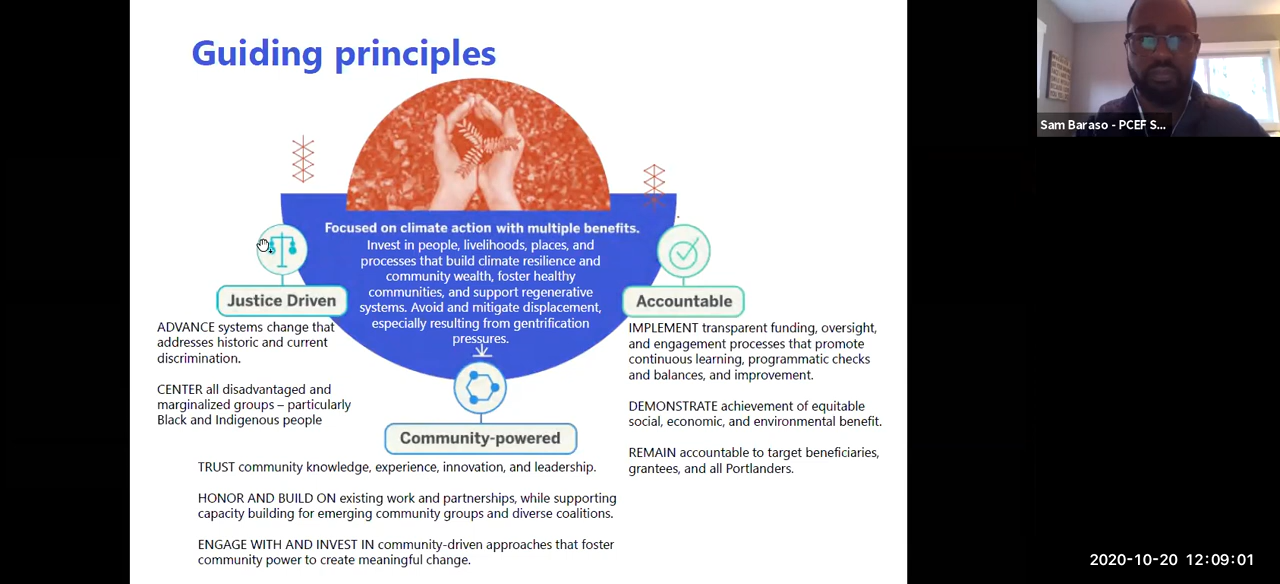 Guiding principles
Focused on climate action with multiple benefits.
Invest in people, livelihoods, places, and
processes that build climate resilience and
community wealth, foster healthy
communities, and support regenerative
systems. Avoid and mitigate displacement,
especially resulting from gentrification
pressures.
Justice Driven
ADVANCE systems change that
addresses historic and current
discrimination.
CENTER all disadvantaged and
marginalized groups – particularly
Black and Indigenous people
Accountable
IMPLEMENT transparent funding, oversight,
and engagement processes that promote
continuous learning, programmatic checks
and balances, and improvement.
DEMONSTRATE achievement of equitable
social, economic, and environmental benefit.
REMAIN accountable to target beneficiaries,
grantees, and all Portlanders.
Community-powered
TRUST community knowledge, experience, innovation, and leadership.
HONOR AND BUILD ON existing work and partnerships, while supporting
capacity building for emerging community groups and diverse coalitions.
ENGAGE WITH AND INVEST IN community-driven approaches that foster
community power to create meaningful change.
Sam Baraso - PCEF S...
2020-10-20 12:09:01